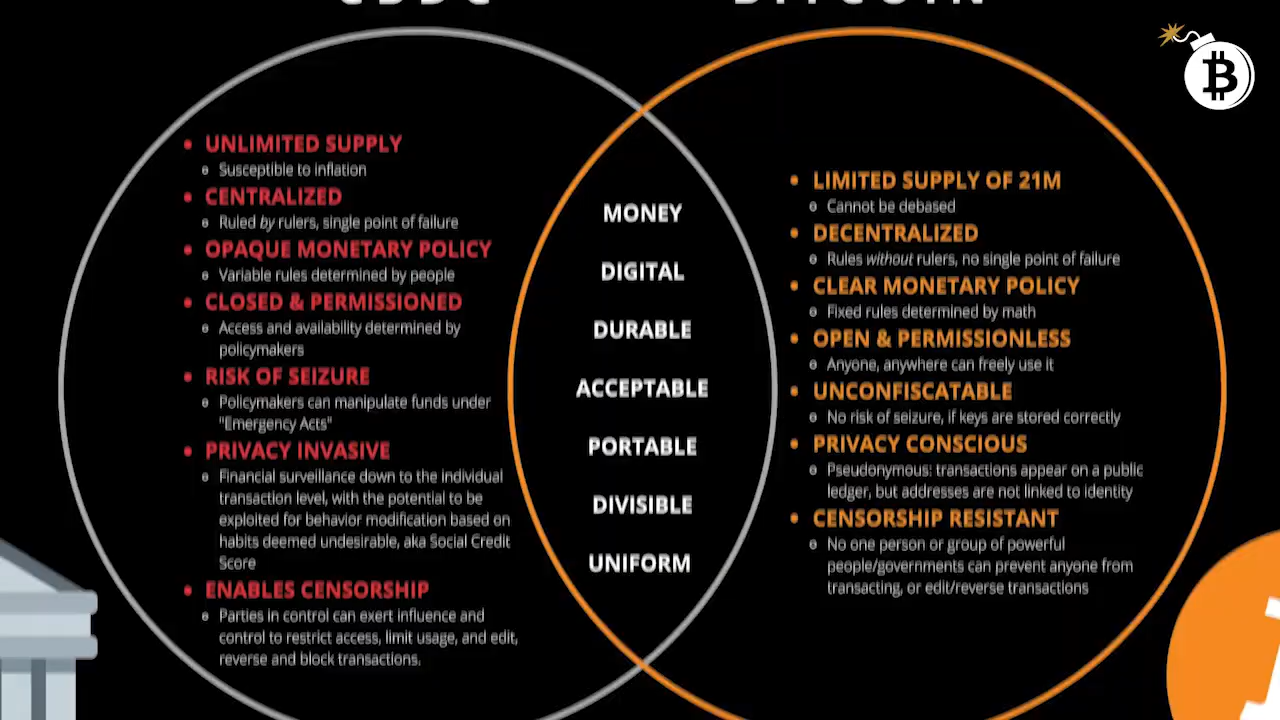 CBDC
BITCOIN
• UNLIMITED SUPPLY
Susceptible to inflation
• CENTRALIZED
Ruled by rulers, single point of failure
• OPAQUE MONETARY POLICY
Variable rules determined by people
• CLOSED & PERMISSIONED
Access and availability determined by
policymakers
• RISK OF SEIZURE
Policymakers can manipulate funds under
"Emergency Acts"
• PRIVACY INVASIVE
Financial surveillance down to the individual
transaction level, with the potential to be
exploited for behavior modification based on
habits deemed undesirable, aka Social Credit
Score
• ENABLES CENSORSHIP
Parties in control can exert influence and
control to restrict access, limit usage, and edit,
reverse and block transactions.
MONEY
DIGITAL
DURABLE
ACCEPTABLE
PORTABLE
DIVISIBLE
UNIFORM
• LIMITED SUPPLY OF 21M
Cannot be debased
• DECENTRALIZED
Rules without rulers, no single point of failure
• CLEAR MONETARY POLICY
Fixed rules determined by math
• OPEN & PERMISSIONLESS
Anyone, anywhere can freely use it
• UNCONFISCATABLE
No risk of seizure, if keys are stored correctly
• PRIVACY CONSCIOUS
Pseudonymous: transactions appear on a public
ledger, but addresses are not linked to identity
• CENSORSHIP RESISTANT
No one person or group of powerful
people/governments can prevent anyone from
transacting, or edit/reverse transactions